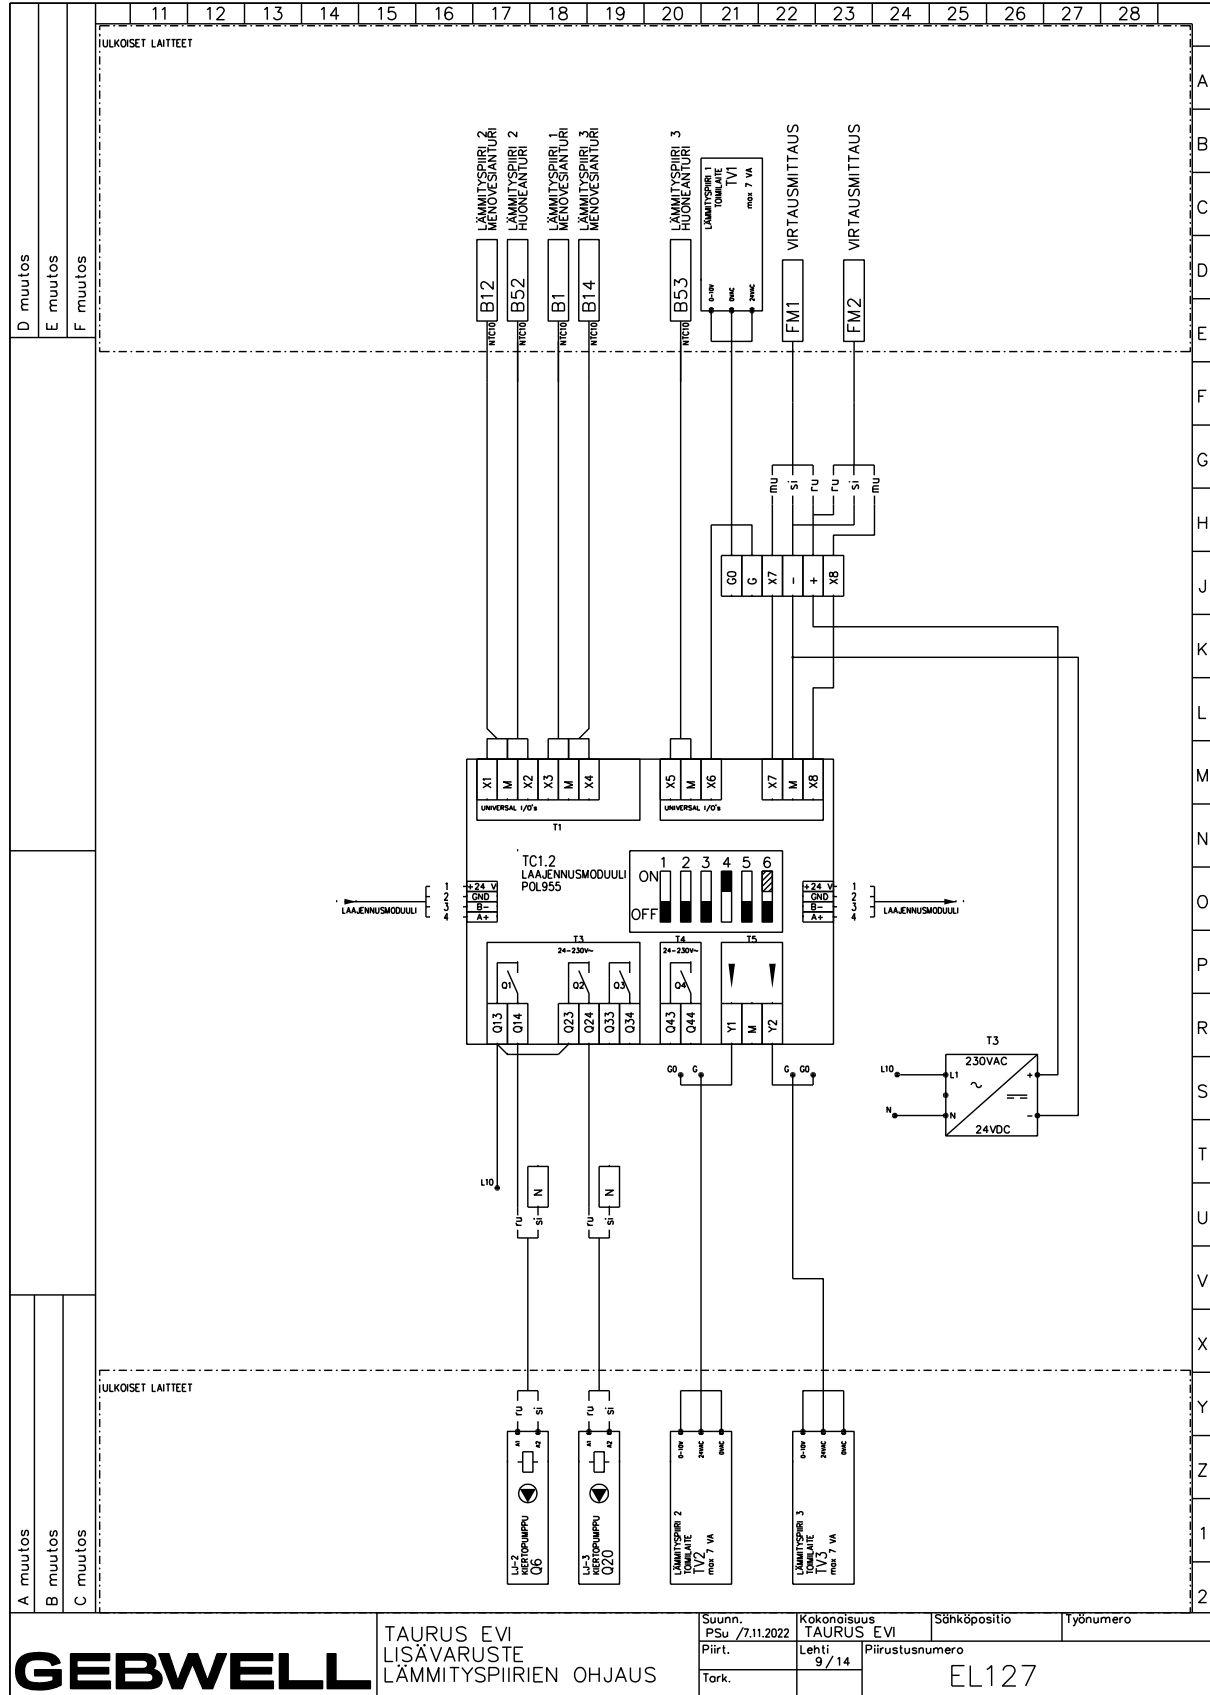 11 12 13 14 15 16 17 18 19 20 21 22 23 24 25 26 27 28
ULKOISET LAITTEET
A
B
C
D
E
F
G
H
J
K
L
M
N
O
P
R
S
T
U
V
X
Y
Z
1
2
D muutos
E muutos
F muutos
LÄMMITYSPIIRI 2
MENOVESIANTURI
LÄMMITYSPIIRI 2
HUONEANTURI
LÄMMITYSPIIRI 1
MENOVESIANTURI
LÄMMITYSPIIRI 3
MENOVESIANTURI
LÄMMITYSPIIRI 3
HUONEANTURI
LÄMMITYSPIIRI 1
TOIMILAITE
TV1
max 7 VA
0-10V
0VAC
24VAC
VIRTAUSMITTAUS
VIRTAUSMITTAUS
B12
B52
B1
B14
B53
FM1
FM2
NTC10
NTC10
NTC10
NTC10
NTC10
mu
si
ru
ru
si
mu
G0
G
X7
-
+
X8
X1
M
X2
X3
M
X4
X5
M
X6
X7
M
X8
UNIVERSAL I/O's
UNIVERSAL I/O's
T1
TC1.2
LAAJENNUSMODUULI
POL955
1 2 3 4 5 6
ON
OFF
LAAJENNUSMODUULI
1
2
3
4
+24 V
GND
B-
A+
+24 V
GND
B-
A+
1
2
3
4
LAAJENNUSMODUULI
T3
24-230V~
T4
24-230V~
T5
Q1
Q2
Q3
Q4
Q13
Q14
Q23
Q24
Q33
Q34
Q43
Q44
Y1
M
Y2
G0
G
G
G0
T3
230VAC
L10
L1
+
N
N
-
24VDC
L10
N
N
ru
si
ru
si
ULKOISET LAITTEET
ru
si
ru
si
A1
A2
A1
A2
0-10V
24VAC
0VAC
0-10V
24VAC
0VAC
LJ-2
KIERTOPUMPPU
Q6
LJ-3
KIERTOPUMPPU
Q20
LÄMMITYSPIIRI 2
TOIMILAITE
TV2
max 7 VA
LÄMMITYSPIIRI 3
TOIMILAITE
TV3
max 7 VA
A muutos
B muutos
C muutos
GEBWELL
TAURUS EVI
LISÄVARUSTE
LÄMMITYSPIIRIEN OHJAUS
Suunn.
PSu /7.11.2022
Kokonaisuus
TAURUS EVI
Sähköpositio
Työnumero
Piirt.
Lehti
9/14
Piirustusnumero
EL127
Tark.